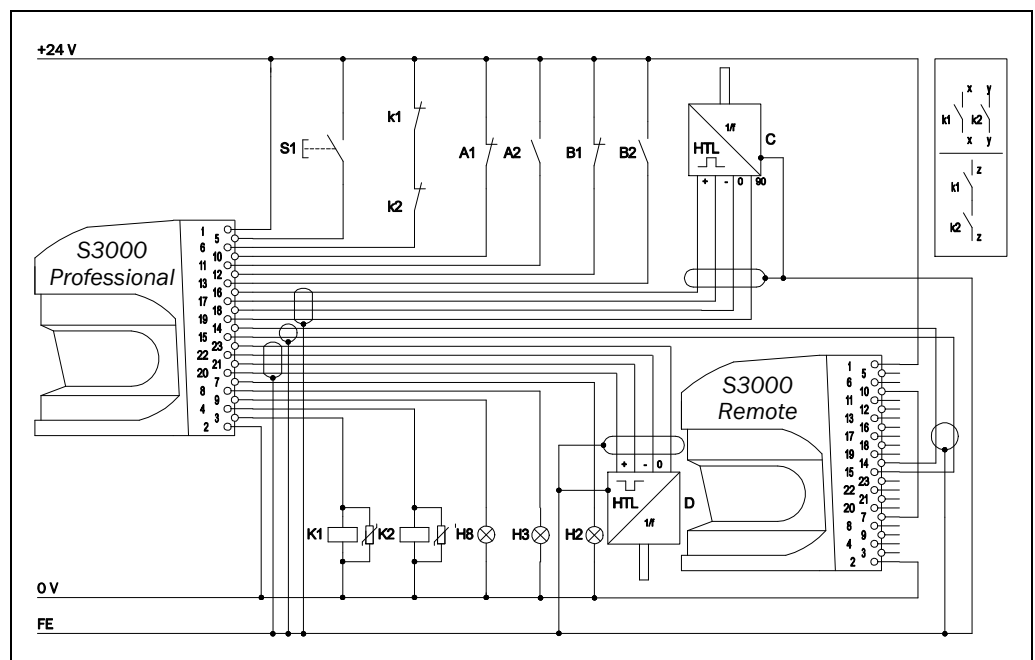 +24 V
k1
S1
A1
A2
B1
B2
k2
1/f
C
HTL
+ - 0 90
x y
k1 k2
x y
z
k1
k2
z
S3000
Professional
1
5
6
10
11
12
13
16
17
18
19
14
15
23
22
21
20
7
8
9
4
3
2
S3000
Remote
1
5
6
10
11
12
13
16
17
18
19
14
15
23
22
21
20
7
8
9
4
3
2
+ - 0
HTL
1/f
D
K1
K2
H8
H3
H2
0 V
FE